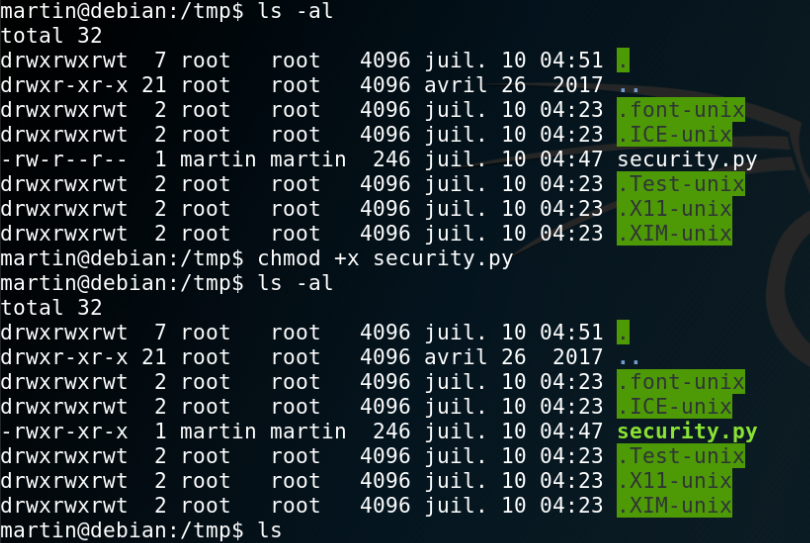 martin@debian:/tmp$ ls -al
total 32
drwxrwxrwt  7 root   root   4096 juil. 10 04:51 .
drwxr-xr-x 21 root   root   4096 avril 26  2017 ..
drwxrwxrwt  2 root   root   4096 juil. 10 04:23 .font-unix
drwxrwxrwt  2 root   root   4096 juil. 10 04:23 .ICE-unix
-rw-r--r--  1 martin martin  246 juil. 10 04:47 security.py
drwxrwxrwt  2 root   root   4096 juil. 10 04:23 .Test-unix
drwxrwxrwt  2 root   root   4096 juil. 10 04:23 .X11-unix
drwxrwxrwt  2 root   root   4096 juil. 10 04:23 .XIM-unix
martin@debian:/tmp$ chmod +x security.py
martin@debian:/tmp$ ls -al
total 32
drwxrwxrwt  7 root   root   4096 juil. 10 04:51 .
drwxr-xr-x 21 root   root   4096 avril 26  2017 ..
drwxrwxrwt  2 root   root   4096 juil. 10 04:23 .font-unix
drwxrwxrwt  2 root   root   4096 juil. 10 04:23 .ICE-unix
-rwxr-xr-x  1 martin martin  246 juil. 10 04:47 security.py
drwxrwxrwt  2 root   root   4096 juil. 10 04:23 .Test-unix
drwxrwxrwt  2 root   root   4096 juil. 10 04:23 .X11-unix
drwxrwxrwt  2 root   root   4096 juil. 10 04:23 .XIM-unix
martin@debian:/tmp$ ls